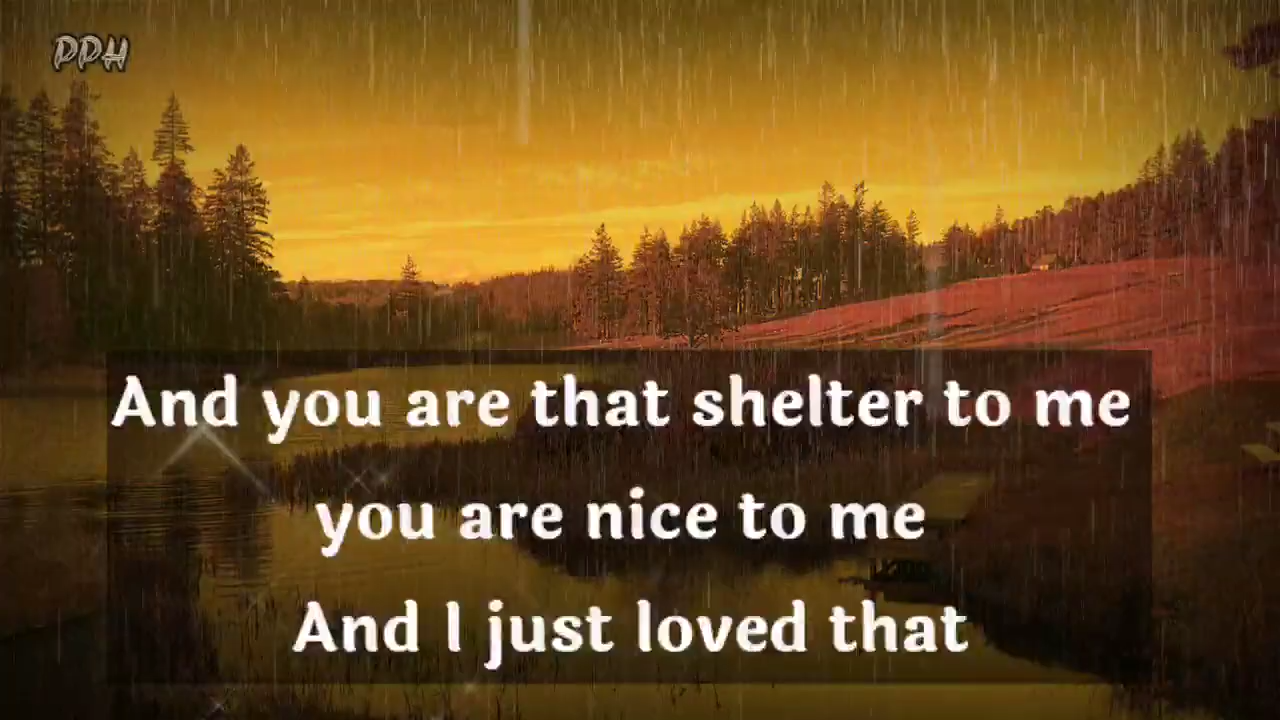 PPH
And you are that shelter to me
you are nice to me
And I just loved that